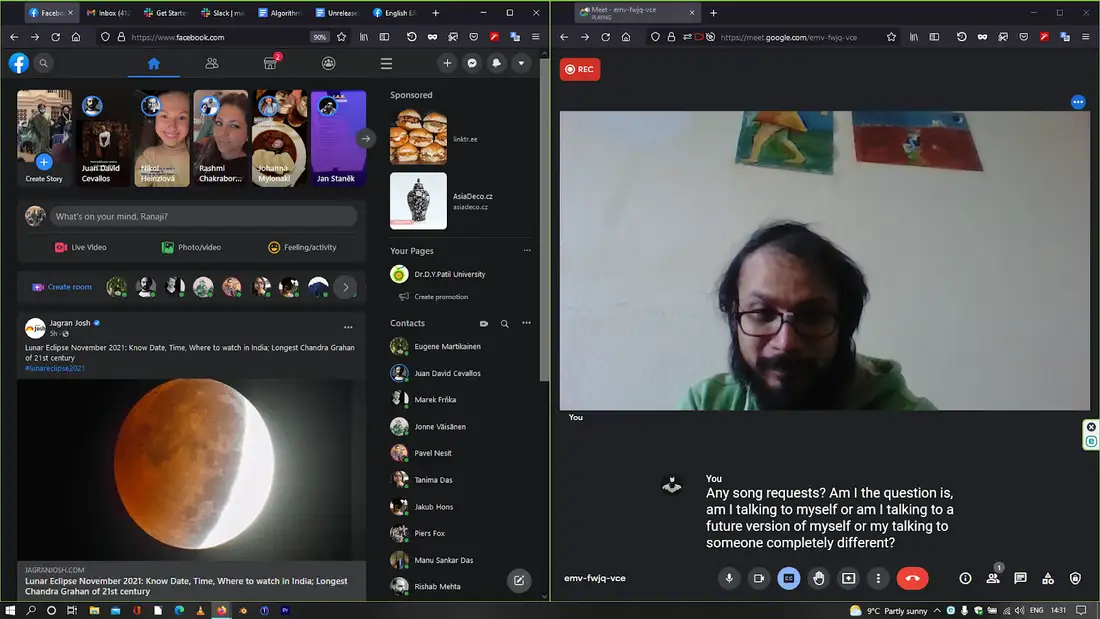 Facebo
Inbox (412
Get Starte
Slack | me
Algorithm
Unrelease
English EA
https://www.facebook.com
90%
2
Create Story
Juan David
Cevallos
Nikol
Heinzlová
Rashmi
Chakrabor...
Johanna
Mylonaki
Jan Staněk
What's on your mind, Ranaji?
Live Video
Photo/video
Feeling/activity
Create room
Jagran Josh
5h
Lunar Eclipse November 2021: Know Date, Time, Where to watch in India; Longest Chandra Grahan
of 21st century
#lunareclipse2021
JAGRANJOSH.COM
Lunar Eclipse November 2021: Know Date, Time, Where to watch in India; Longest
Chandra Grahan of 21st century
Sponsored
linktr.ee
AsiaDeco.cz
asiadeco.cz
Your Pages
Dr.D.Y.Patil University
Create promotion
Contacts
Eugene Martikainen
Juan David Cevallos
Marek Frňka
Jonne Väisänen
Pavel Nesit
Tanima Das
Jakub Hons
Piers Fox
Manu Sankar Das
Rishab Mehta
Meet - emv-fwjq-vce
PLAYING
https://meet.google.com/emv-fwjq-vce
REC
You
You
Any song requests? Am I the question is,
am I talking to myself or am I talking to a
future version of myself or my talking to
someone completely different?
emv-fwjq-vce
1
9°C Partly sunny
ENG
14:31